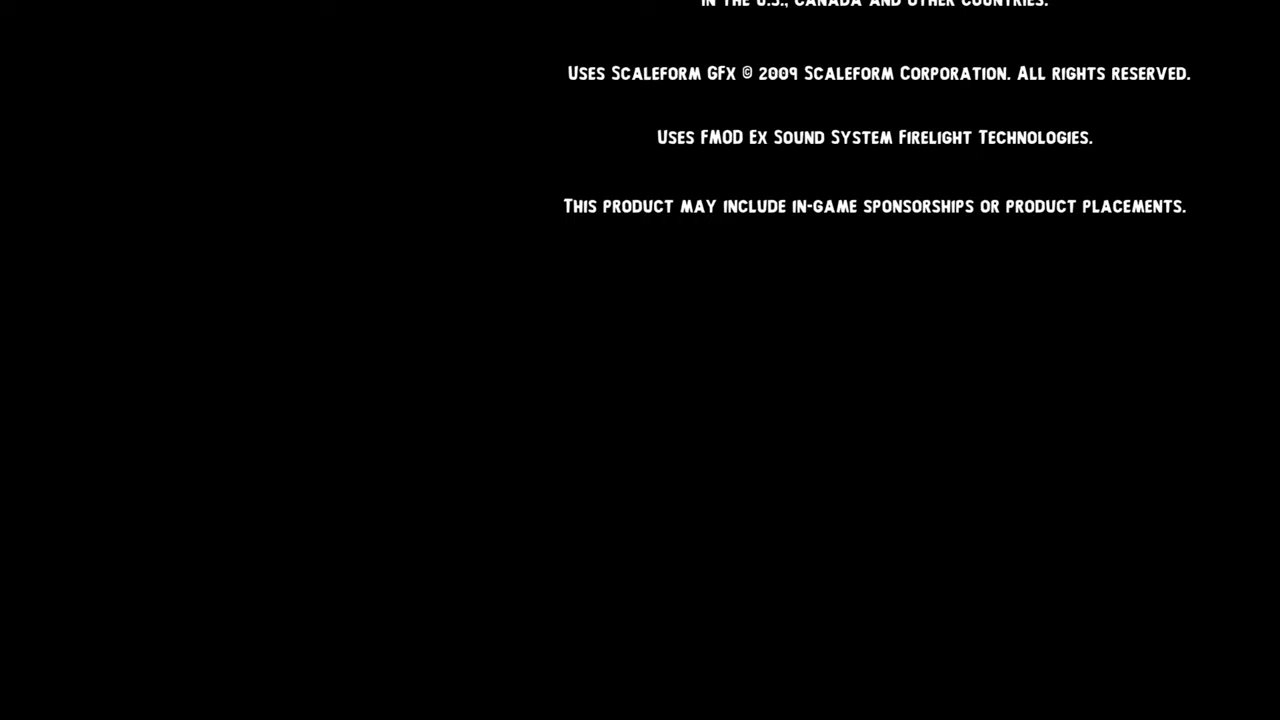 in the U.S., Canada and other countries.
Uses Scaleform GFx © 2009 Scaleform Corporation. All rights reserved.
Uses FMOD Ex Sound System Firelight Technologies.
This product may include in-game sponsorships or product placements.